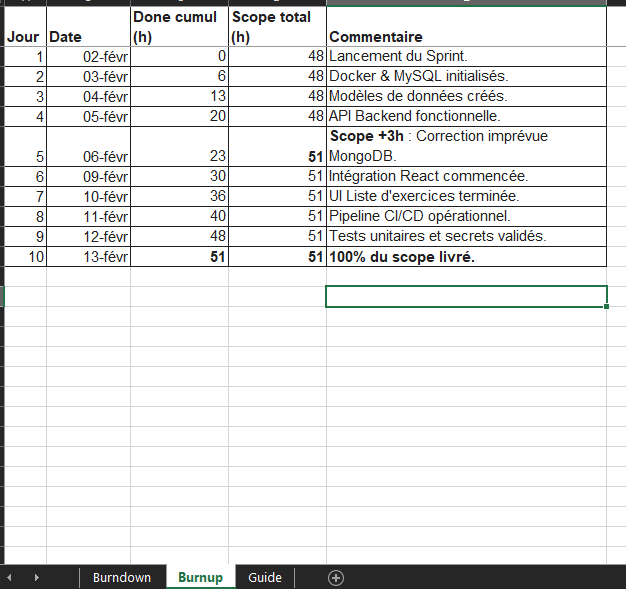 Jour Date Done cumul (h) Scope total (h) Commentaire
1 02-févr 0 48 Lancement du Sprint.
2 03-févr 6 48 Docker & MySQL initialisés.
3 04-févr 13 48 Modèles de données créés.
4 05-févr 20 48 API Backend fonctionnelle.
5 06-févr 23 51 Scope +3h : Correction imprévue MongoDB.
6 09-févr 30 51 Intégration React commencée.
7 10-févr 36 51 UI Liste d'exercices terminée.
8 11-févr 40 51 Pipeline CI/CD opérationnel.
9 12-févr 48 51 Tests unitaires et secrets validés.
10 13-févr 51 51 100% du scope livré.
Burndown Burnup Guide